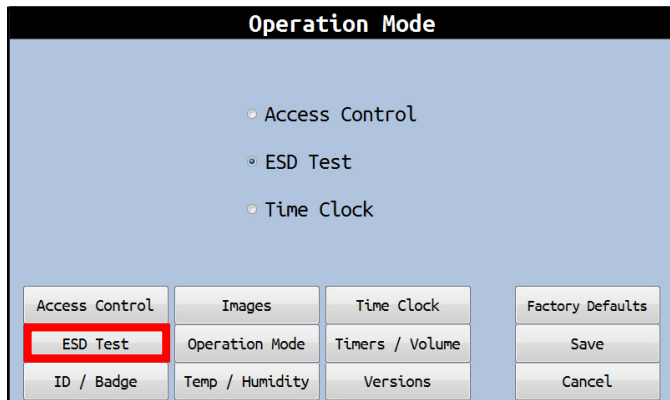 Operation Mode
Access Control
ESD Test
Time Clock
Access Control Images Time Clock Factory Defaults
ESD Test Operation Mode Timers / Volume Save
ID / Badge Temp / Humidity Versions Cancel